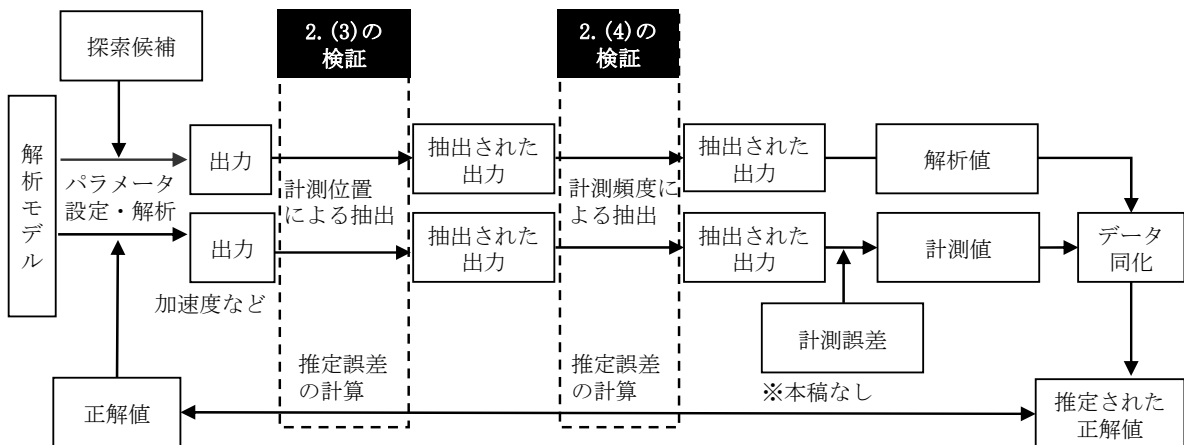 探索候補
2. (3)の
検証
2. (4)の
検証
解析モデル
パラメータ
設定・解析
出力
計測位置
による抽出
抽出された
出力
計測頻度に
よる抽出
抽出された
出力
解析値
出力
加速度など
抽出された
出力
抽出された
出力
計測値
データ
同化
計測誤差
※本稿なし
推定誤差
の計算
推定誤差
の計算
正解値
推定された
正解値